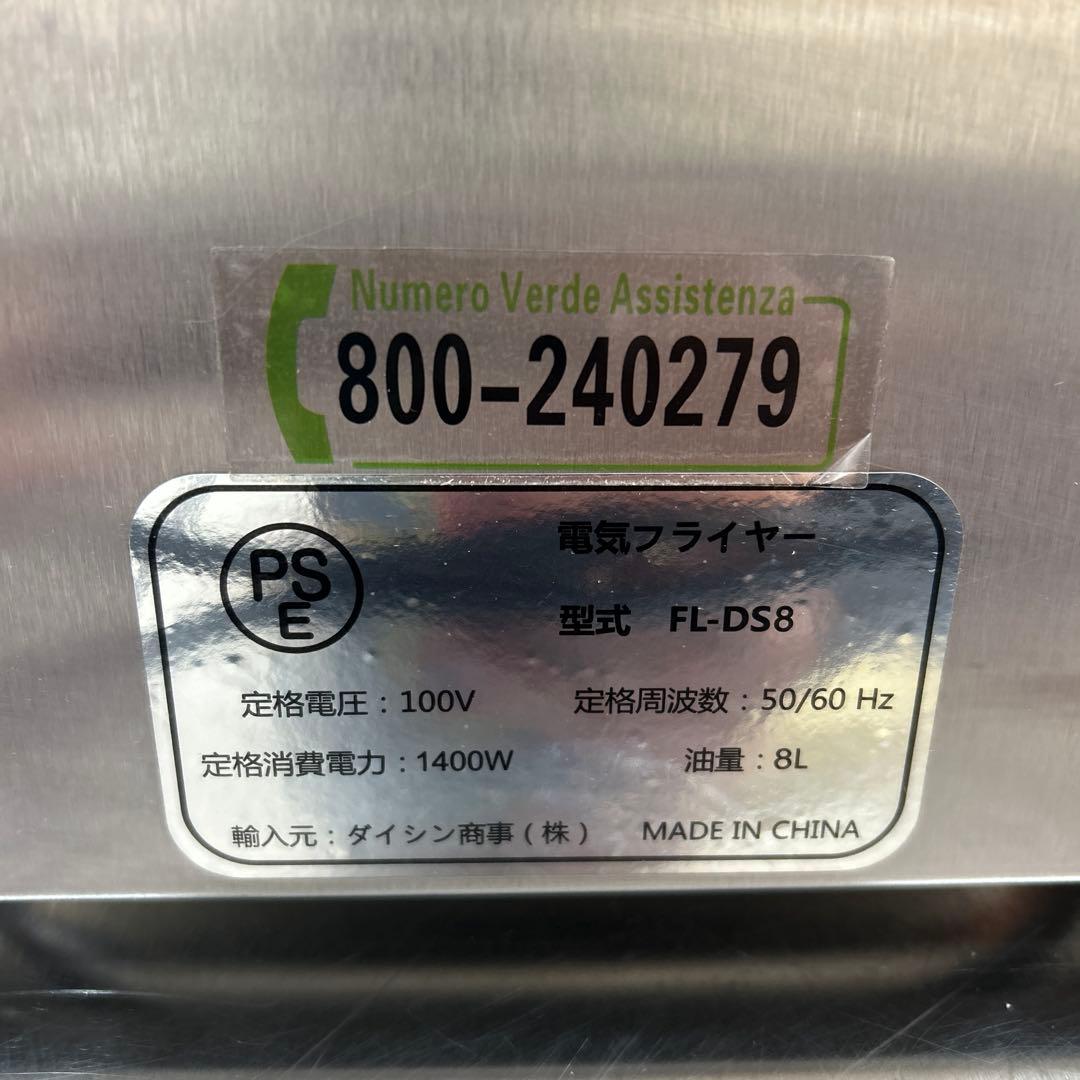 Numero Verde Assistenza
800-240279
PSE
電気フライヤー
型式 FL-DS8
定格電圧：100V 定格周波数：50/60 Hz
定格消費電力：1400W 油量：8L
輸入元：ダイシン商事（株） MADE IN CHINA